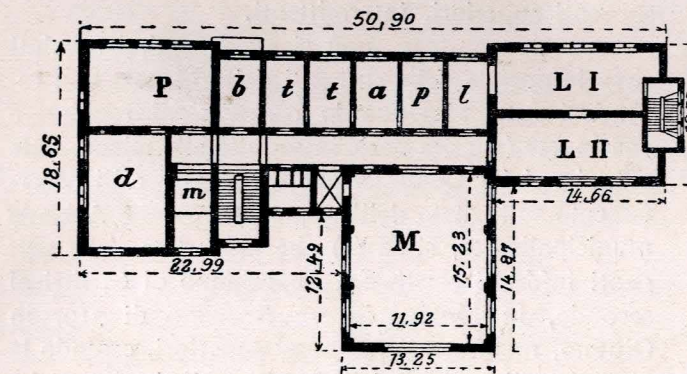 50,90
P
b
t
t
a
p
l
L I
L II
18.65
d
m
M
14.66
22.99
12.49
15.23
14.87
11.92
13.25